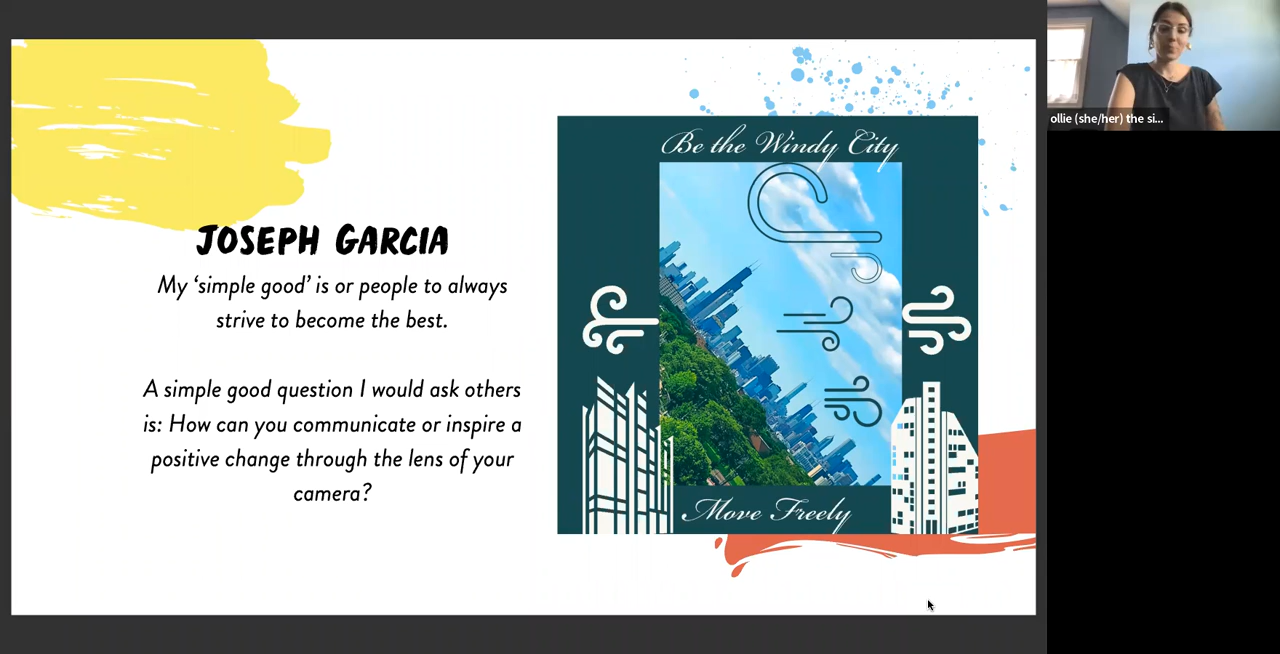 JOSEPH GARCIA
My ‘simple good’ is or people to always
strive to become the best.
A simple good question I would ask others
is: How can you communicate or inspire a
positive change through the lens of your
camera?
Be the Windy City
Move Freely
ollie (she/her) the si...